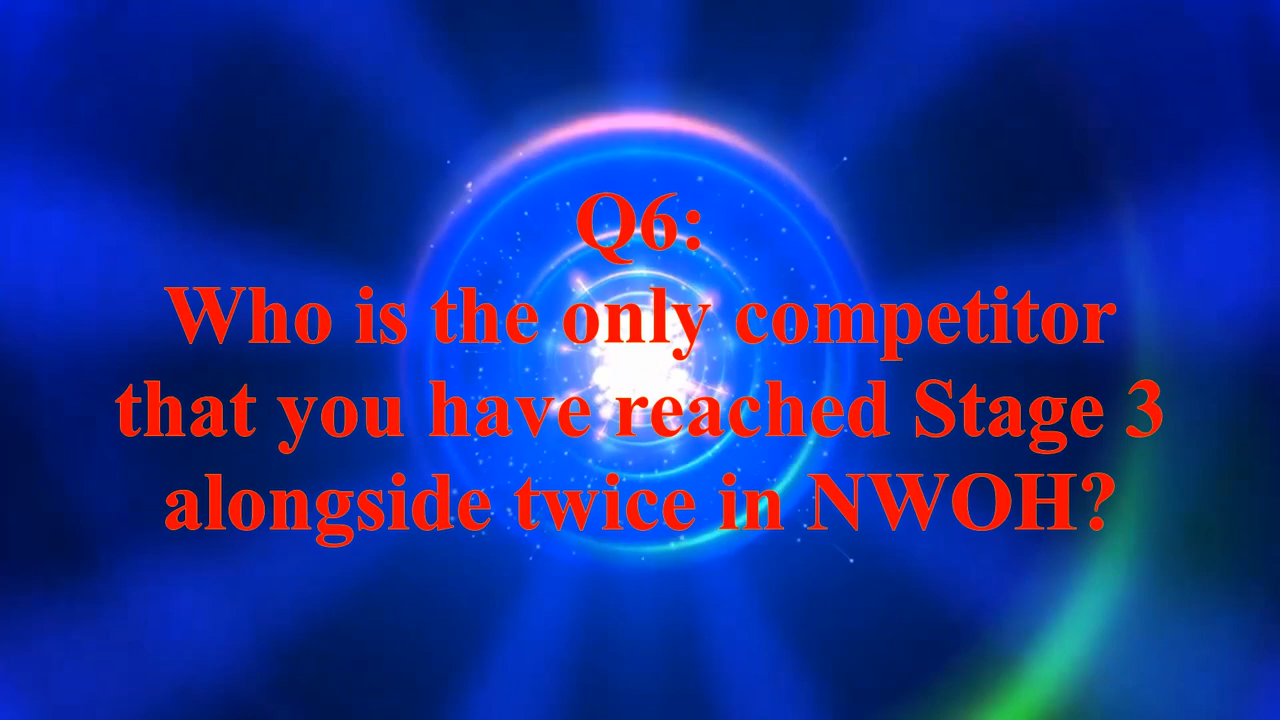 Q6:
Who is the only competitor
that you have reached Stage 3
alongside twice in NWOH?